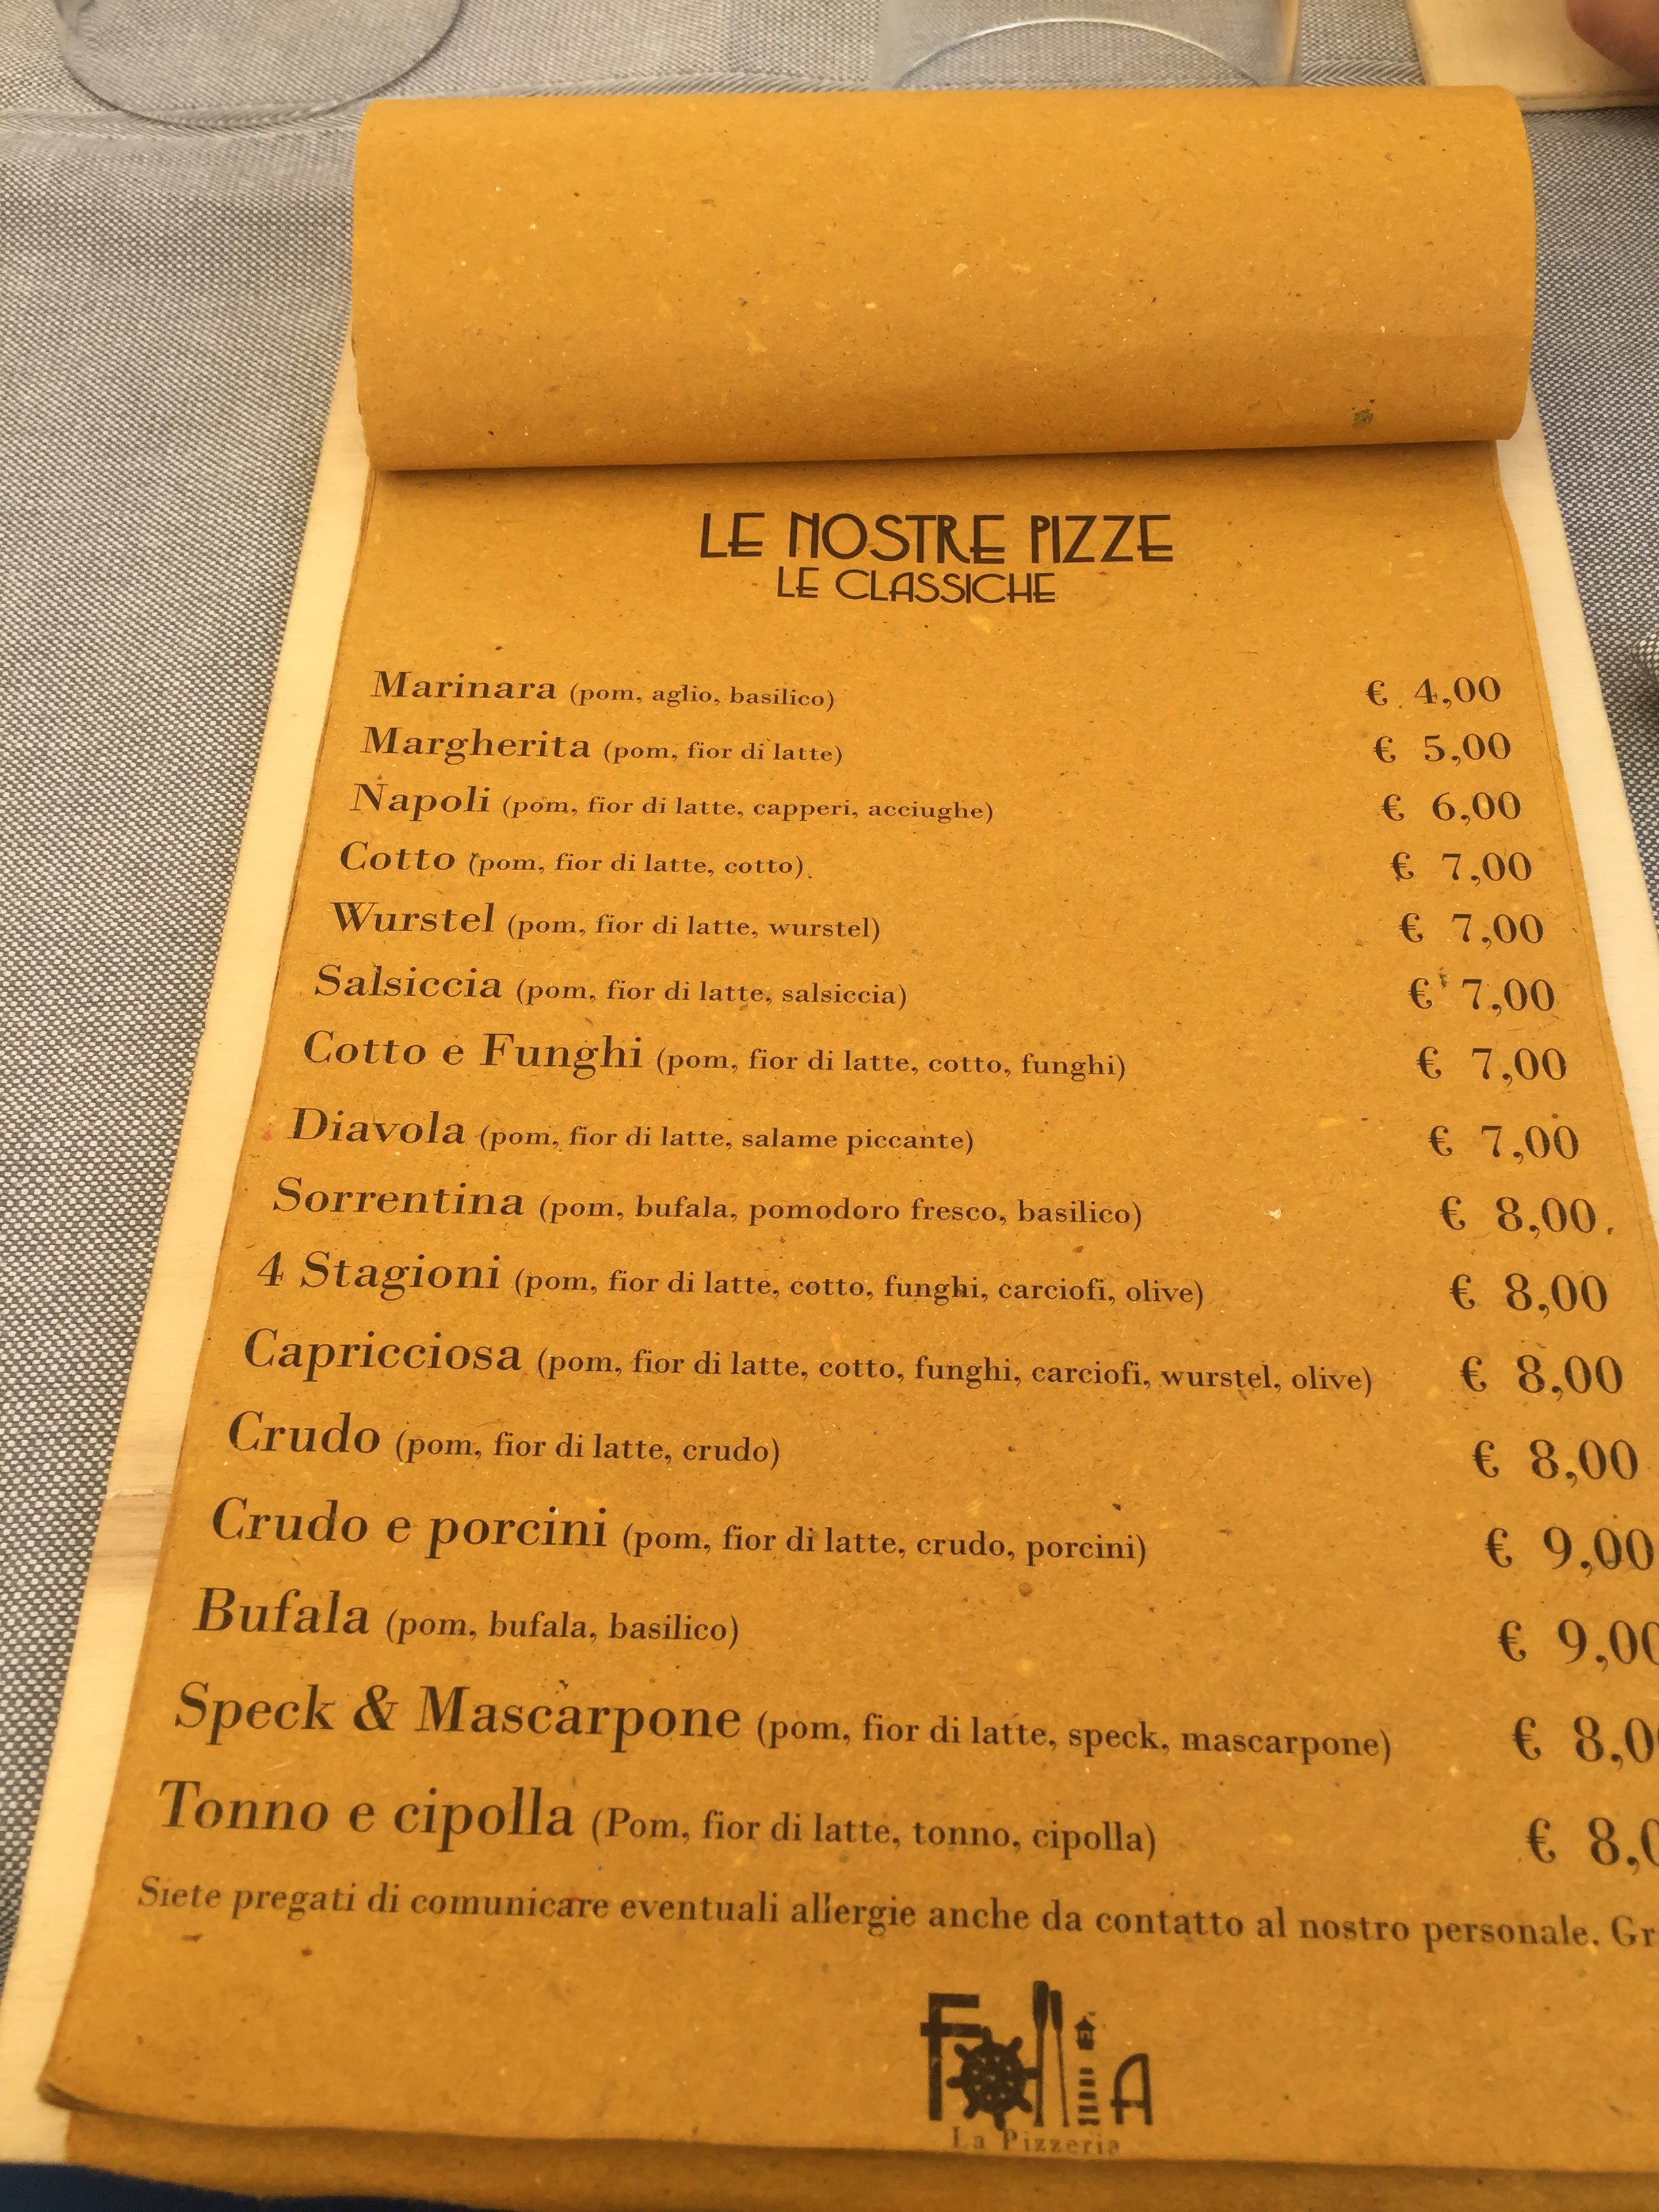 LE NOSTRE PIZZE
LE CLASSICHE
Marinara (pom, aglio, basilico) € 4,00
Margherita (pom, fior di latte) € 5,00
Napoli (pom, fior di latte, capperi, acciughe) € 6,00
Cotto (pom, fior di latte, cotto) € 7,00
Wurstel (pom, fior di latte, wurstel) € 7,00
Salsiccia (pom, fior di latte, salsiccia) € 7,00
Cotto e Funghi (pom, fior di latte, cotto, funghi) € 7,00
Diavola (pom, fior di latte, salame piccante) € 7,00
Sorrentina (pom, bufala, pomodoro fresco, basilico) € 8,00
4 Stagioni (pom, fior di latte, cotto, funghi, carciofi, olive) € 8,00
Capricciosa (pom, fior di latte, cotto, funghi, carciofi, wurstel, olive) € 8,00
Crudo (pom, fior di latte, crudo) € 8,00
Crudo e porcini (pom, fior di latte, crudo, porcini) € 9,00
Bufala (pom, bufala, basilico) € 9,00
Speck & Mascarpone (pom, fior di latte, speck, mascarpone) € 8,0
Tonno e cipolla (Pom, fior di latte, tonno, cipolla) € 8,
Siete pregati di comunicare eventuali allergie anche da contatto al nostro personale.
FOllIA
La Pizzeria